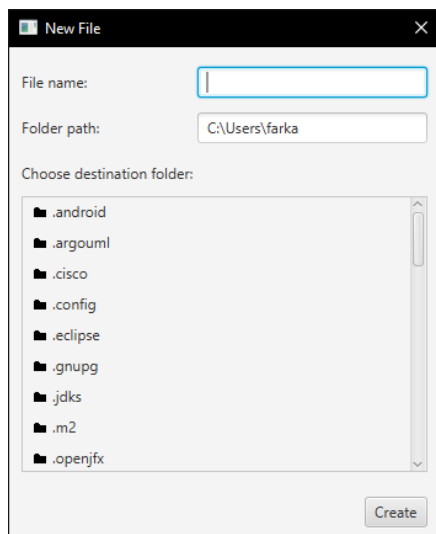 New File
File name:
Folder path: C:\Users\farka
Choose destination folder:
.android
.argouml
.cisco
.config
.eclipse
.gnupg
.jdks
.m2
.openjfx
Create